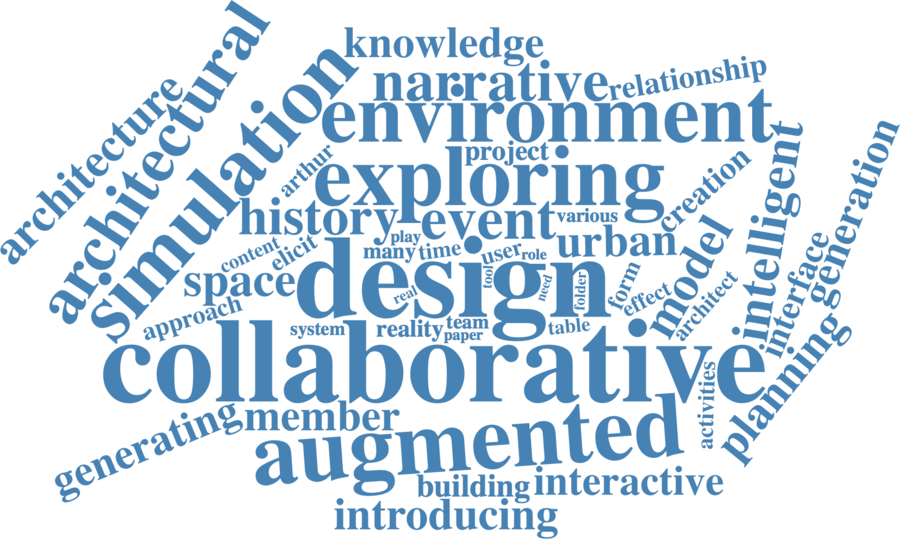 knowledge
narrative
relationship
environment
architecture
architectural
simulation
arthur
project
exploring
creation
intelligent
generation
history
event
various
urban
content
elicit
play
many
time
user
role
model
space
design
real
tool
need
folder
form
effect
architect
interface
approach
system
reality
team
paper
table
collaborative
activities
planning
generating
member
augmented
building
interactive
introducing